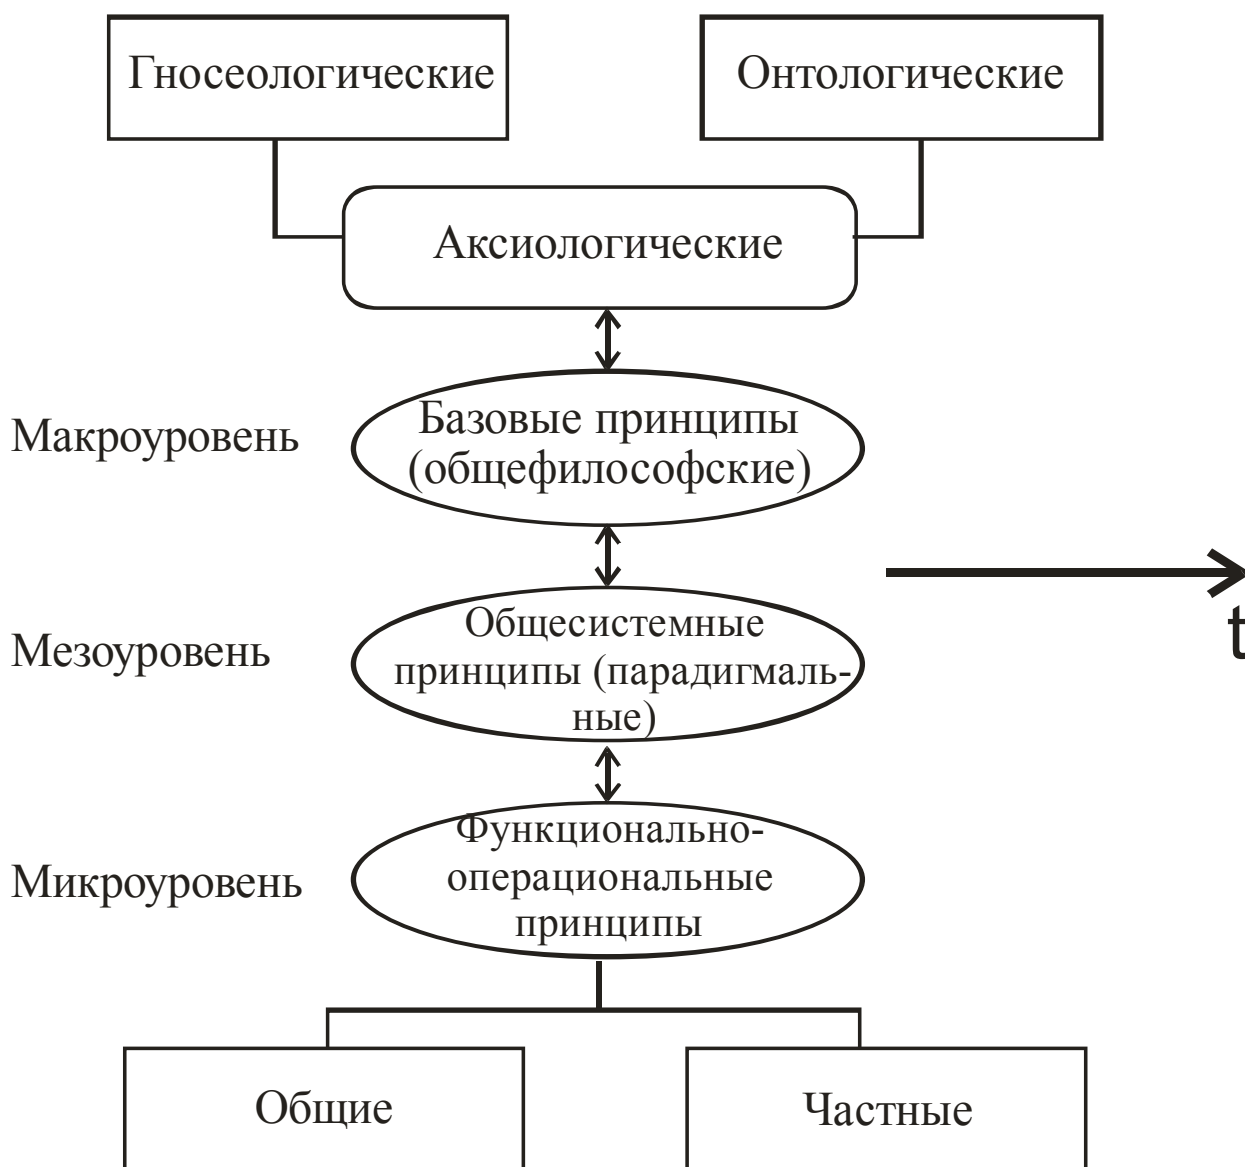 Гносеологические
Онтологические
Аксиологические
Макроуровень
Базовые принципы
(общефилософские)
Мезоуровень
Общесистемные
принципы (парадигмаль-
ные)
t
Микроуровень
Функционально-
операциональные
принципы
Общие
Частные